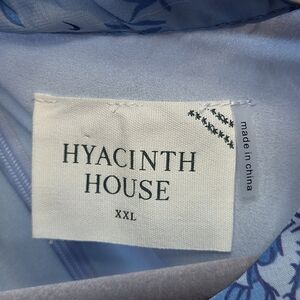 HYACINTH
HOUSE
XXL
made in china